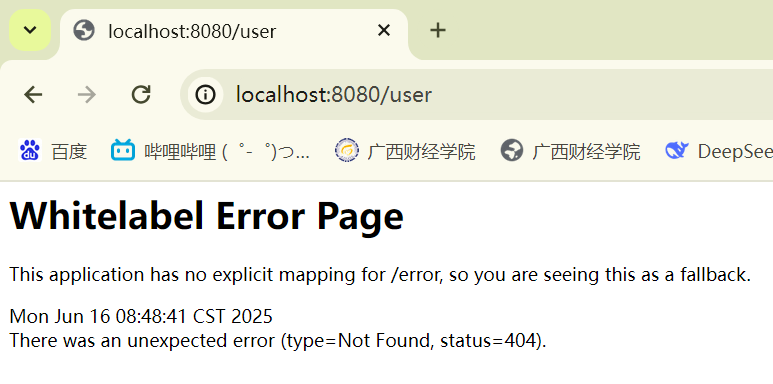 localhost:8080/user
localhost:8080/user
百度 哔哩哔哩 (゜-゜)つ... 广西财经学院 广西财经学院 DeepSee
Whitelabel Error Page
This application has no explicit mapping for /error, so you are seeing this as a fallback.
Mon Jun 16 08:48:41 CST 2025
There was an unexpected error (type=Not Found, status=404).